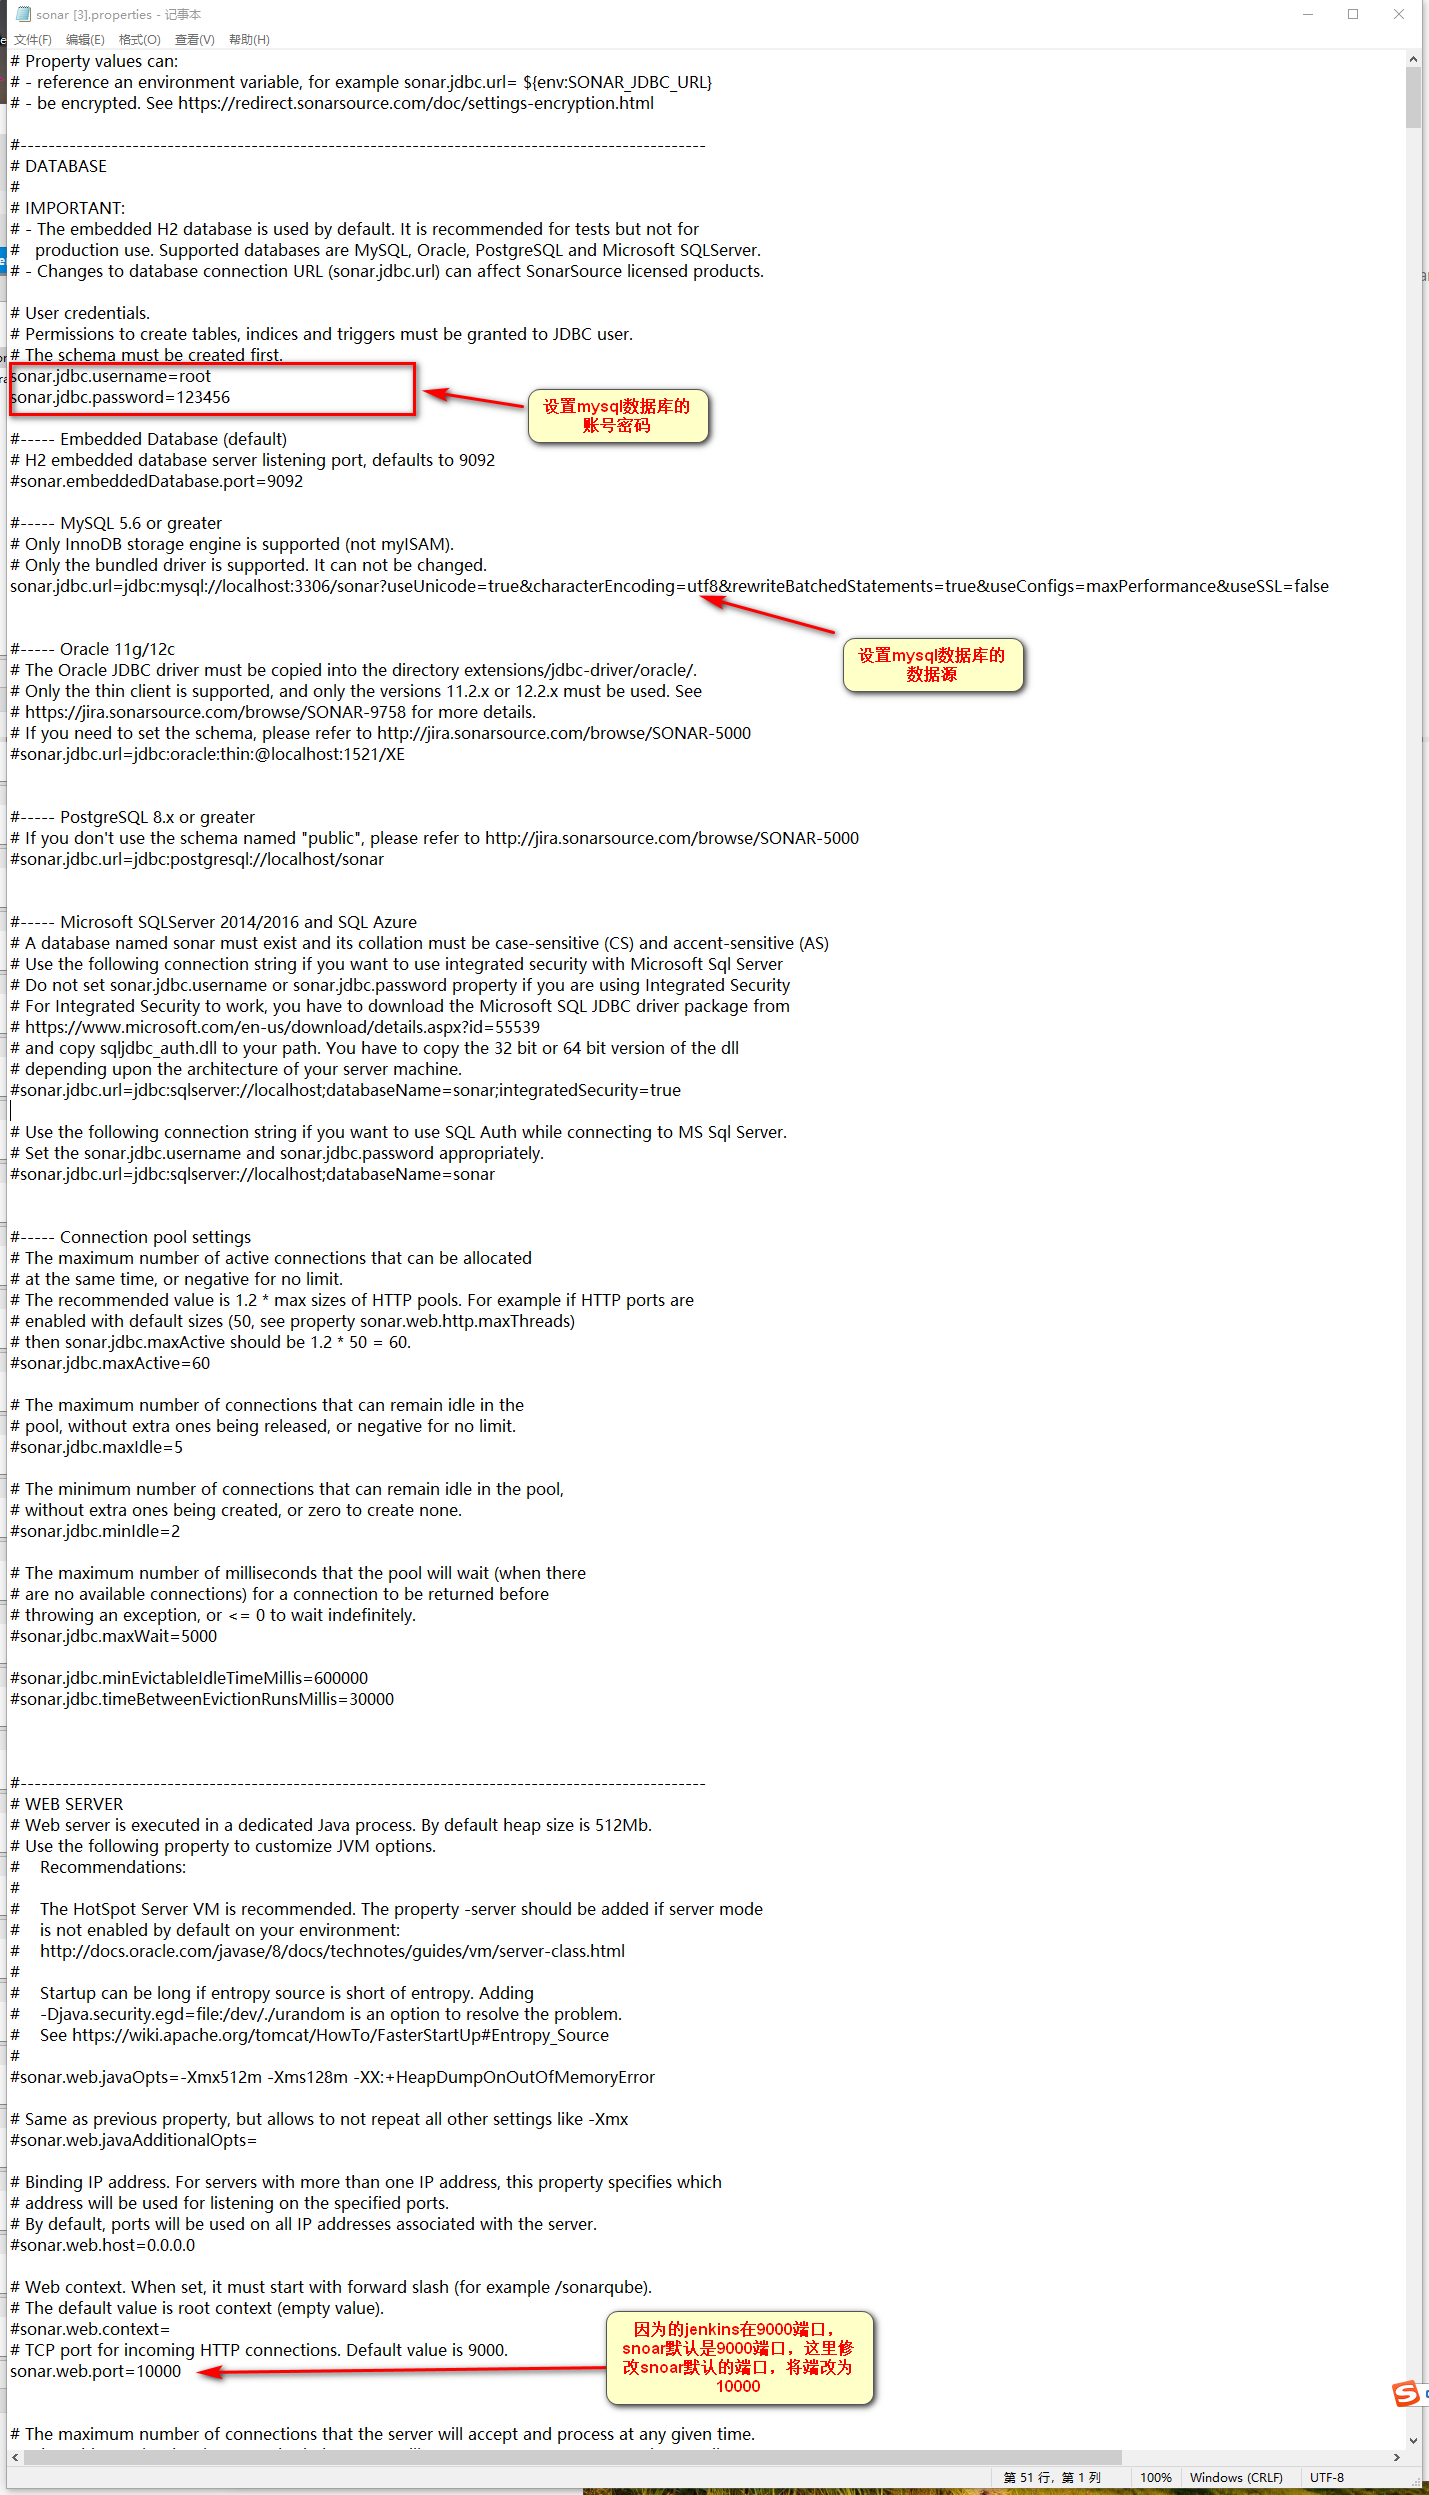 sonar [3].properties - 记事本
文件(F) 编辑(E) 格式(O) 查看(V) 帮助(H)
# Property values can:
# - reference an environment variable, for example sonar.jdbc.url= ${env:SONAR_JDBC_URL}
# - be encrypted. See https://redirect.sonarsource.com/doc/settings-encryption.html
#--------------------------------------------------------------------------------------------------
# DATABASE
#
# IMPORTANT:
# - The embedded H2 database is used by default. It is recommended for tests but not for
#   production use. Supported databases are MySQL, Oracle, PostgreSQL and Microsoft SQLServer.
# - Changes to database connection URL (sonar.jdbc.url) can affect SonarSource licensed products.
# User credentials.
# Permissions to create tables, indices and triggers must be granted to JDBC user.
# The schema must be created first.
sonar.jdbc.username=root
sonar.jdbc.password=123456
设置mysql数据库的
账号密码
#----- Embedded Database (default)
# H2 embedded database server listening port, defaults to 9092
#sonar.embeddedDatabase.port=9092
#----- MySQL 5.6 or greater
# Only InnoDB storage engine is supported (not myISAM).
# Only the bundled driver is supported. It can not be changed.
sonar.jdbc.url=jdbc:mysql://localhost:3306/sonar?useUnicode=true&characterEncoding=utf8&rewriteBatchedStatements=true&useConfigs=maxPerformance&useSSL=false
设置mysql数据库的
数据源
#----- Oracle 11g/12c
# The Oracle JDBC driver must be copied into the directory extensions/jdbc-driver/oracle/.
# Only the thin client is supported, and only the versions 11.2.x or 12.2.x must be used. See
# https://jira.sonarsource.com/browse/SONAR-9758 for more details.
# If you need to set the schema, please refer to http://jira.sonarsource.com/browse/SONAR-5000
#sonar.jdbc.url=jdbc:oracle:thin:@localhost:1521/XE
#----- PostgreSQL 8.x or greater
# If you don't use the schema named "public", please refer to http://jira.sonarsource.com/browse/SONAR-5000
#sonar.jdbc.url=jdbc:postgresql://localhost/sonar
#----- Microsoft SQLServer 2014/2016 and SQL Azure
# A database named sonar must exist and its collation must be case-sensitive (CS) and accent-sensitive (AS)
# Use the following connection string if you want to use integrated security with Microsoft Sql Server
# Do not set sonar.jdbc.username or sonar.jdbc.password property if you are using Integrated Security
# For Integrated Security to work, you have to download the Microsoft SQL JDBC driver package from
# https://www.microsoft.com/en-us/download/details.aspx?id=55539
# and copy sqljdbc_auth.dll to your path. You have to copy the 32 bit or 64 bit version of the dll
# depending upon the architecture of your server machine.
#sonar.jdbc.url=jdbc:sqlserver://localhost;databaseName=sonar;integratedSecurity=true
# Use the following connection string if you want to use SQL Auth while connecting to MS Sql Server.
# Set the sonar.jdbc.username and sonar.jdbc.password appropriately.
#sonar.jdbc.url=jdbc:sqlserver://localhost;databaseName=sonar
#----- Connection pool settings
# The maximum number of active connections that can be allocated
# at the same time, or negative for no limit.
# The recommended value is 1.2 * max sizes of HTTP pools. For example if HTTP ports are
# enabled with default sizes (50, see property sonar.web.http.maxThreads)
# then sonar.jdbc.maxActive should be 1.2 * 50 = 60.
#sonar.jdbc.maxActive=60
# The maximum number of connections that can remain idle in the
# pool, without extra ones being released, or negative for no limit.
#sonar.jdbc.maxIdle=5
# The minimum number of connections that can remain idle in the pool,
# without extra ones being created, or zero to create none.
#sonar.jdbc.minIdle=2
# The maximum number of milliseconds that the pool will wait (when there
# are no available connections) for a connection to be returned before
# throwing an exception, or <= 0 to wait indefinitely.
#sonar.jdbc.maxWait=5000
#sonar.jdbc.minEvictableIdleTimeMillis=600000
#sonar.jdbc.timeBetweenEvictionRunsMillis=30000
#--------------------------------------------------------------------------------------------------
# WEB SERVER
# Web server is executed in a dedicated Java process. By default heap size is 512Mb.
# Use the following property to customize JVM options.
#    Recommendations:
#
#    The HotSpot Server VM is recommended. The property -server should be added if server mode
#    is not enabled by default on your environment:
#    http://docs.oracle.com/javase/8/docs/technotes/guides/vm/server-class.html
#
#    Startup can be long if entropy source is short of entropy. Adding
#    -Djava.security.egd=file:/dev/./urandom is an option to resolve the problem.
#    See https://wiki.apache.org/tomcat/HowTo/FasterStartUp#Entropy_Source
#
#sonar.web.javaOpts=-Xmx512m -Xms128m -XX:+HeapDumpOnOutOfMemoryError
# Same as previous property, but allows to not repeat all other settings like -Xmx
#sonar.web.javaAdditionalOpts=
# Binding IP address. For servers with more than one IP address, this property specifies which
# address will be used for listening on the specified ports.
# By default, ports will be used on all IP addresses associated with the server.
#sonar.web.host=0.0.0.0
# Web context. When set, it must start with forward slash (for example /sonarqube).
# The default value is root context (empty value).
#sonar.web.context=
# TCP port for incoming HTTP connections. Default value is 9000.
sonar.web.port=10000
因为的jenkins在9000端口，
snoar默认是9000端口，这里修
改snoar默认的端口，将端改为
10000
# The maximum number of connections that the server will accept and process at any given time.
第 51 行，第 1 列 100% Windows (CRLF) UTF-8